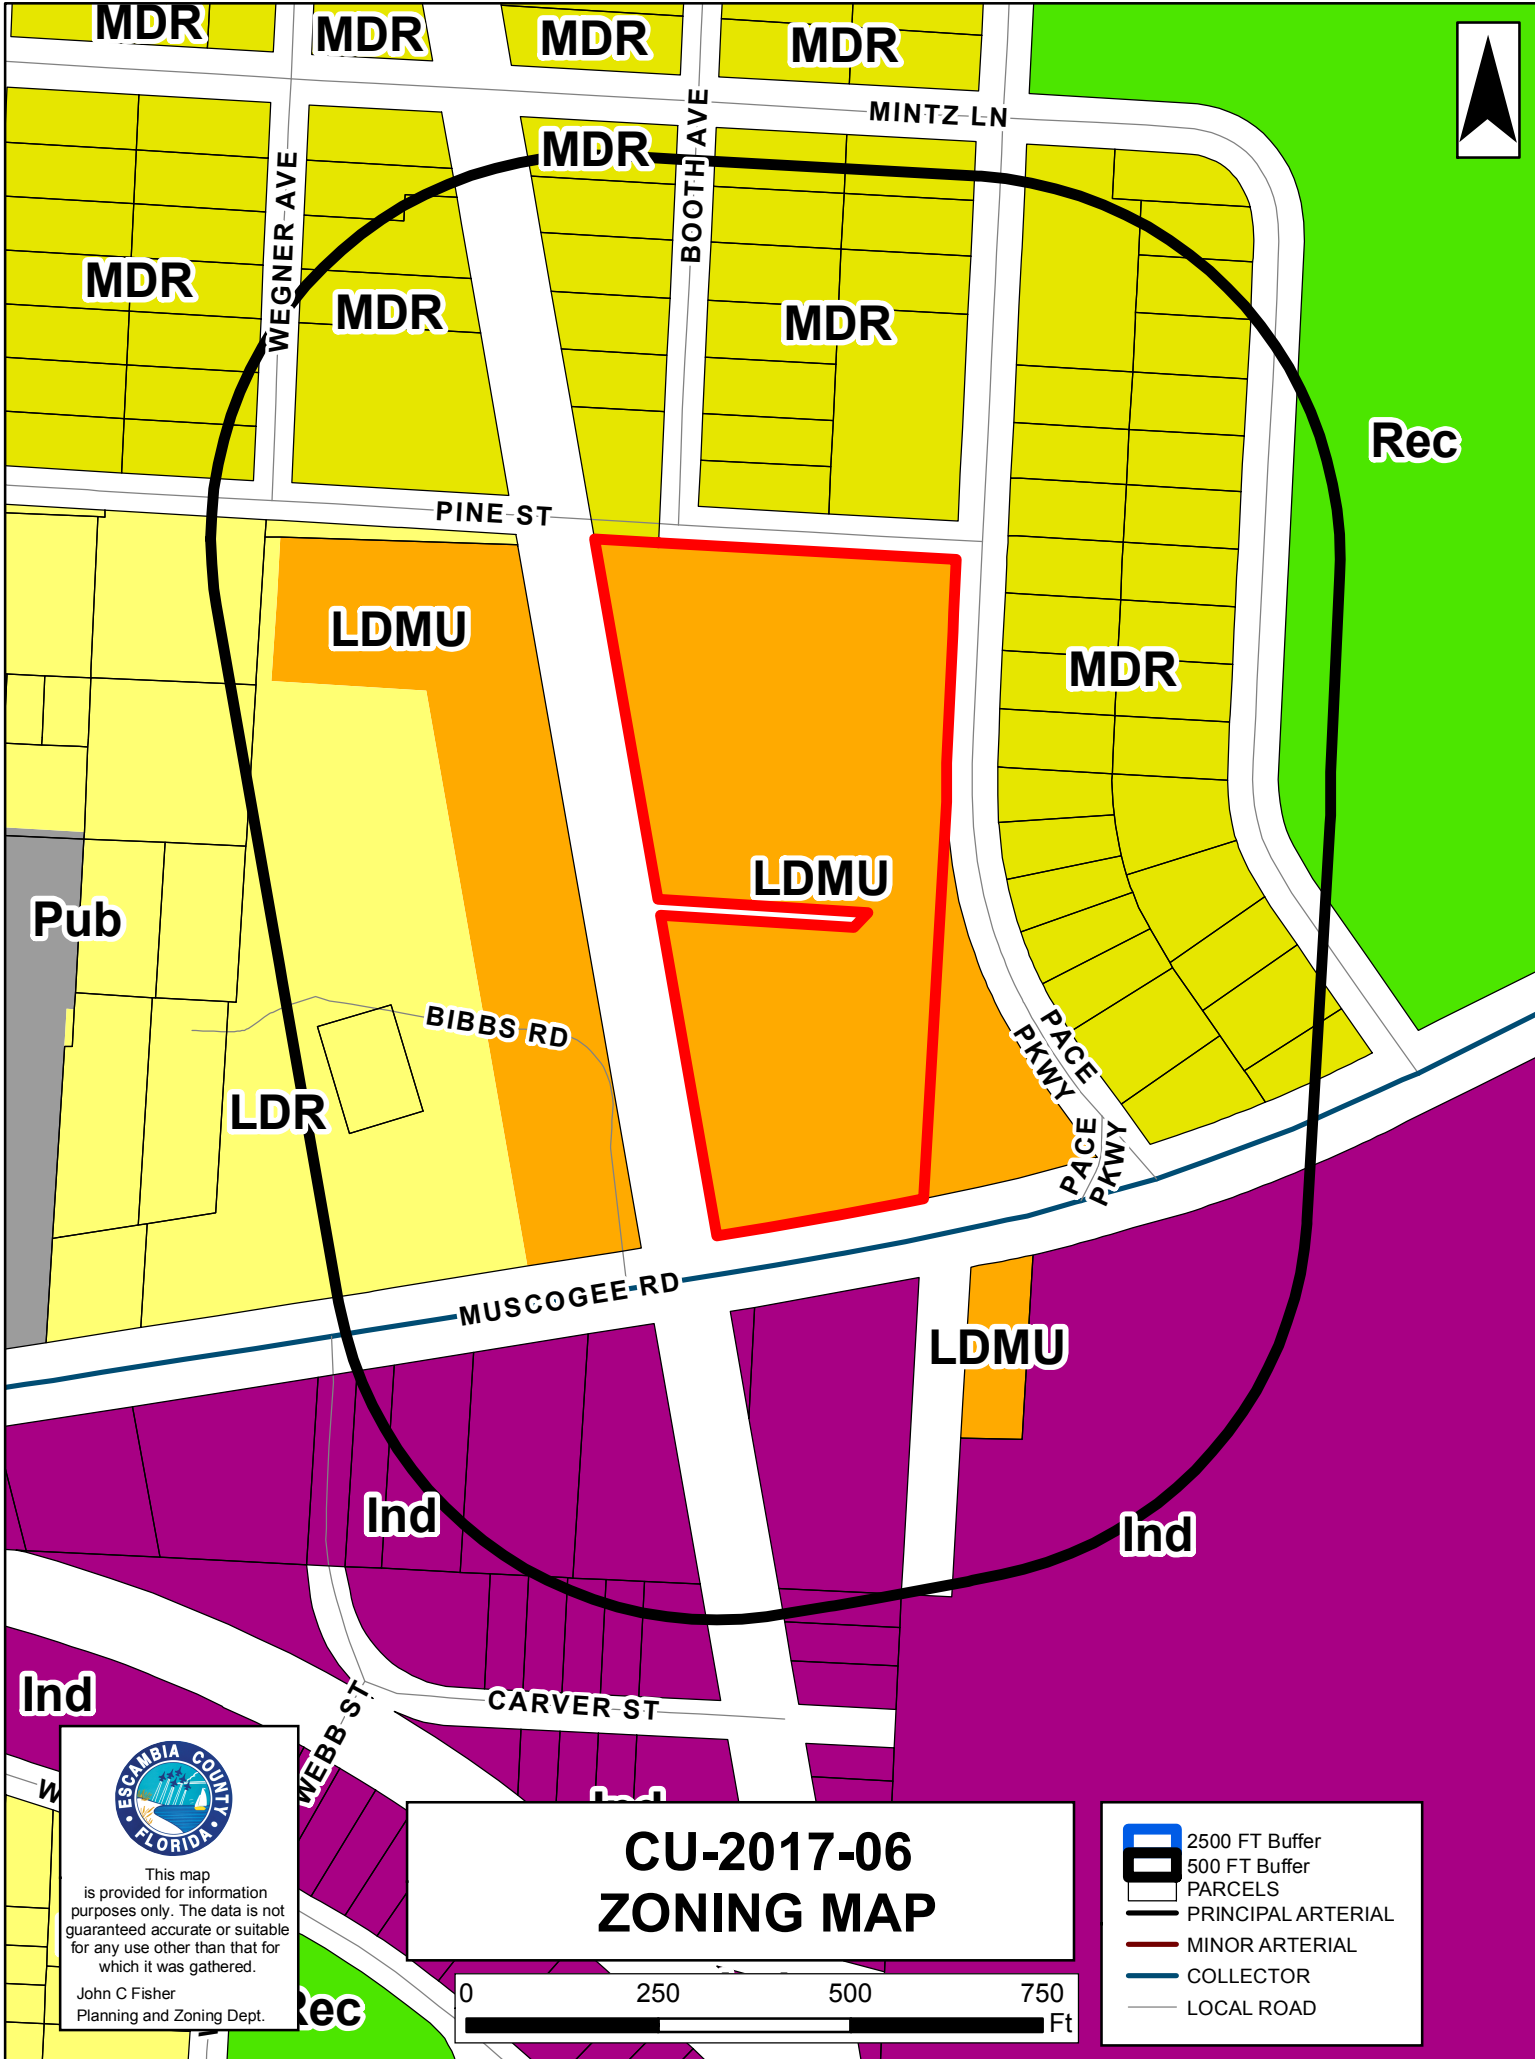 MDR
MDR
MDR
MDR
MINTZ LN
BOOTH AVE
MDR
WEGNER AVE
MDR
MDR
MDR
Rec
PINE ST
LDMU
MDR
LDMU
Pub
BIBBS RD
PACE
PKWY
LDR
PACE
PKWY
MUSCOGEE RD
LDMU
Ind
Ind
Ind
CARVER ST
WEBB ST
Ind
W
ESCAMBIA COUNTY
FLORIDA
This map
is provided for information
purposes only. The data is not
guaranteed accurate or suitable
for any use other than that for
which it was gathered.
John C Fisher
Planning and Zoning Dept.
Rec
CU-2017-06
ZONING MAP
0 250 500 750
Ft
2500 FT Buffer
500 FT Buffer
PARCELS
PRINCIPAL ARTERIAL
MINOR ARTERIAL
COLLECTOR
LOCAL ROAD